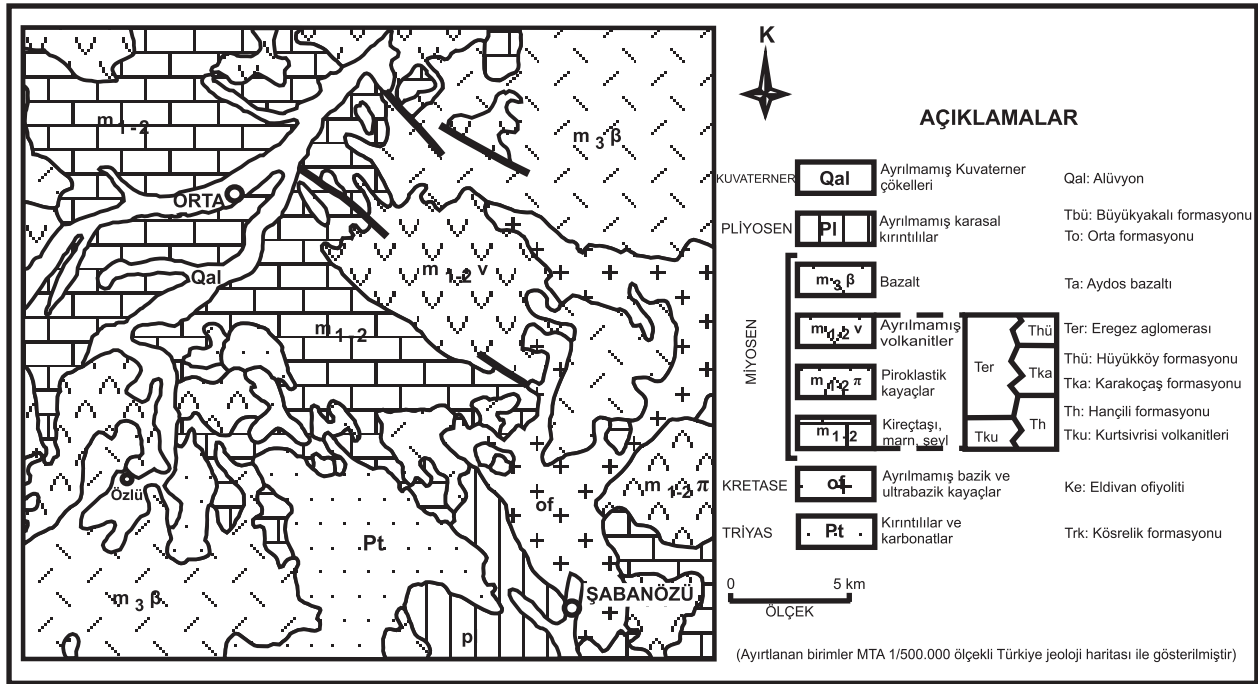 m 1-2
m 3 β
ORTA
Qal
m 1-2 v
m 1-2
Özlü
m 1-2 π
of
Pt
ŞABANÖZÜ
m 3 β
p
K
AÇIKLAMALAR
KUVATERNER
Qal
Ayrılmamış Kuvaterner
çökelleri
Qal: Alüvyon
PLİYOSEN
Pl
Ayrılmamış karasal
kırıntılılar
Tbü: Büyükyakalı formasyonu
To: Orta formasyonu
MİYOSEN
m 3 β
Bazalt
Ta: Aydos bazaltı
m 1-2 v
Ayrılmamış
volkanitler
Ter
Thü
Ter: Eregez aglomerası
Thü: Hüyükköy formasyonu
m 1-2 π
Piroklastik
kayaçlar
Tka
Tka: Karakoçaş formasyonu
Th: Hançili formasyonu
m 1-2
Kireçtaşı,
marn, şeyl
Tku
Th
Tku: Kurtsivrisi volkanitleri
KRETASE
of
Ayrılmamış bazik ve
ultrabazik kayaçlar
Ke: Eldivan ofiyoliti
TRİYAS
Pt
Kırıntılılar ve
karbonatlar
Trk: Kösrelik formasyonu
0 5 km
ÖLÇEK
(Ayırtlanan birimler MTA 1/500.000 ölçekli Türkiye jeoloji haritası ile gösterilmiştir)